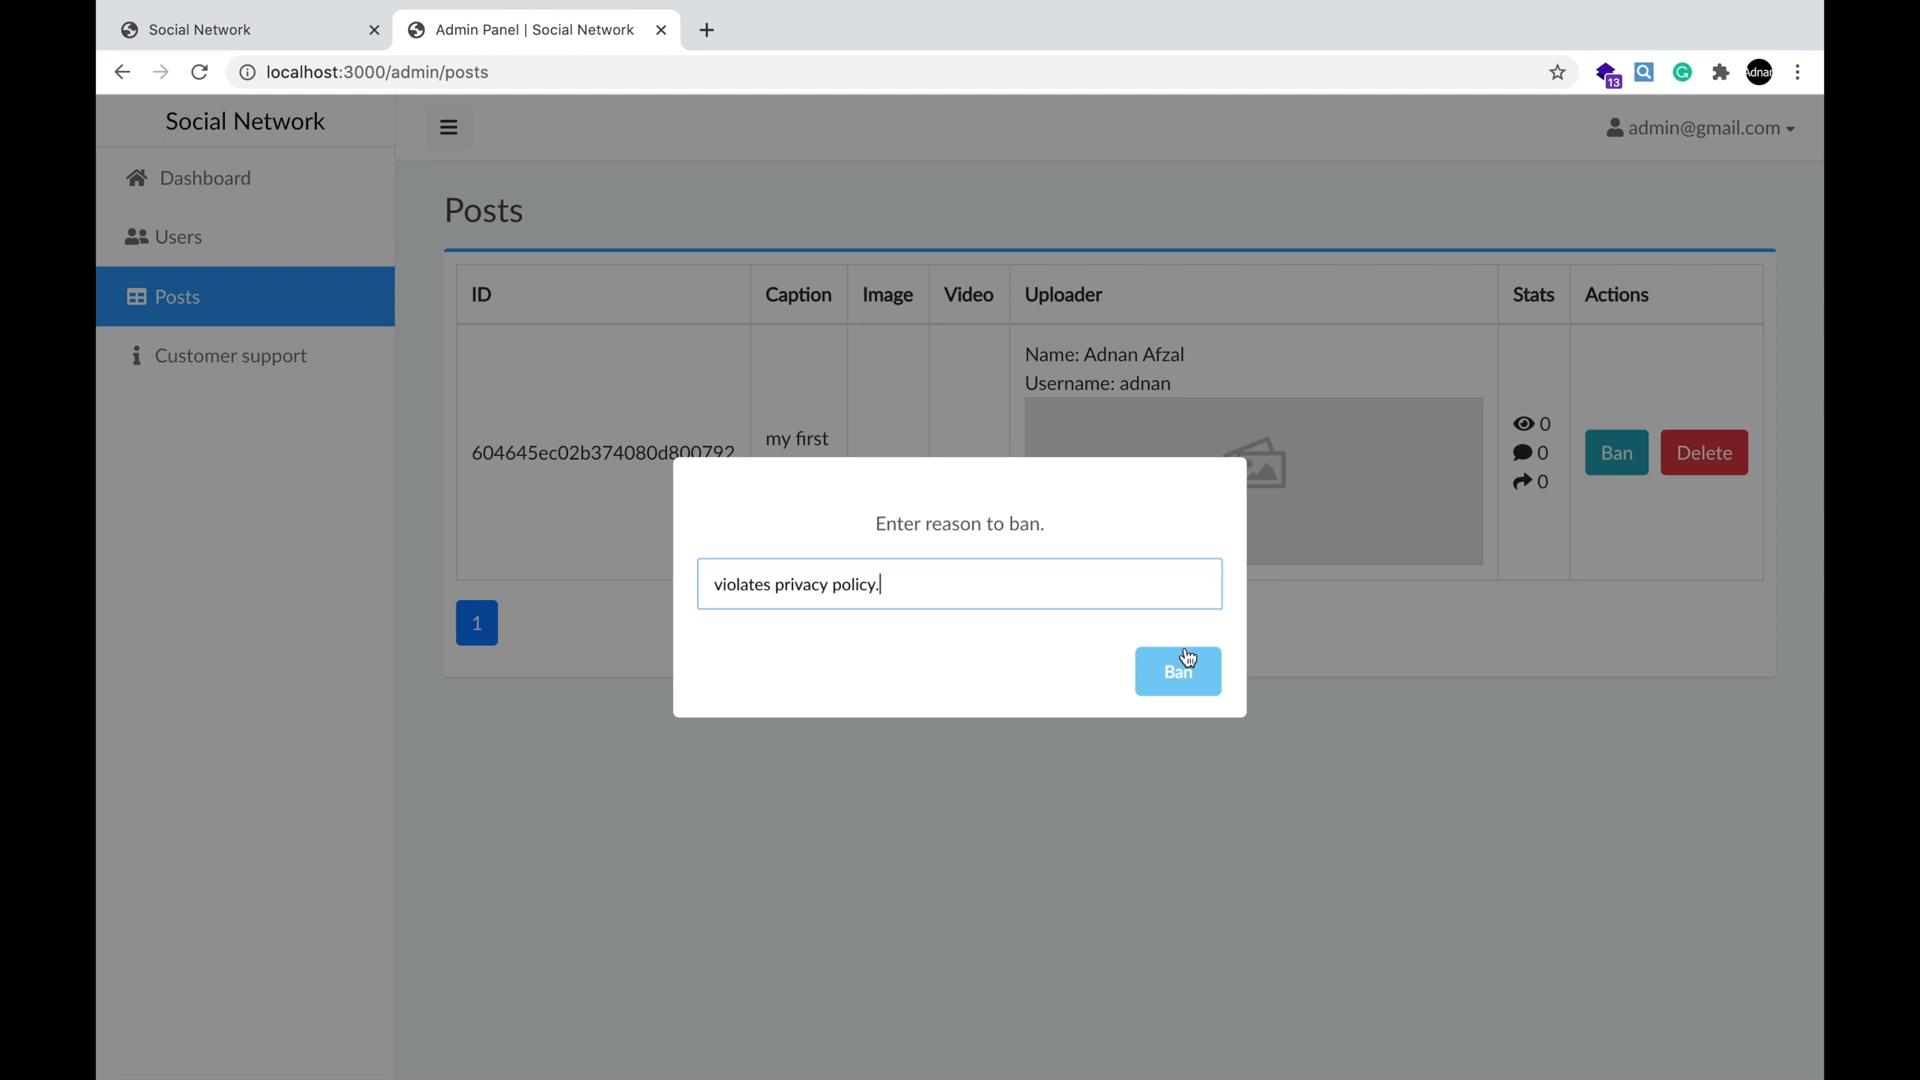 Social Network
Admin Panel | Social Network
localhost:3000/admin/posts
13
Adnan
Social Network
admin@gmail.com
Dashboard
Users
Posts
Customer support
Posts
ID Caption Image Video Uploader Stats Actions
Name: Adnan Afzal
Username: adnan
my first
604645ec02b374080d800792
0
0
0
Ban Delete
Enter reason to ban.
violates privacy policy.
Ban
1